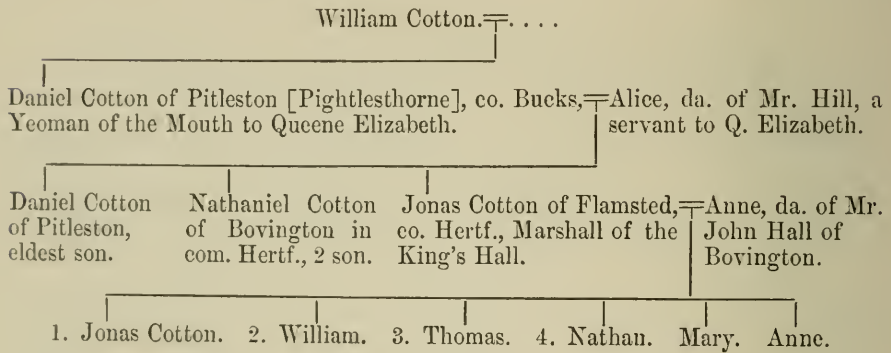 William Cotton.=. . . .
Daniel Cotton of Pitleston [Pightlesthorne], co. Bucks,=Alice, da. of Mr. Hill, a
Yeoman of the Mouth to Queene Elizabeth. servant to Q. Elizabeth.
Daniel Cotton Nathaniel Cotton Jonas Cotton of Flamsted,=Anne, da. of Mr.
of Pitleston, of Bovington in co. Hertf., Marshall of the John Hall of
eldest son. com. Hertf., 2 son. King's Hall. Bovington.
1. Jonas Cotton. 2. William. 3. Thomas. 4. Nathan. Mary. Anne.